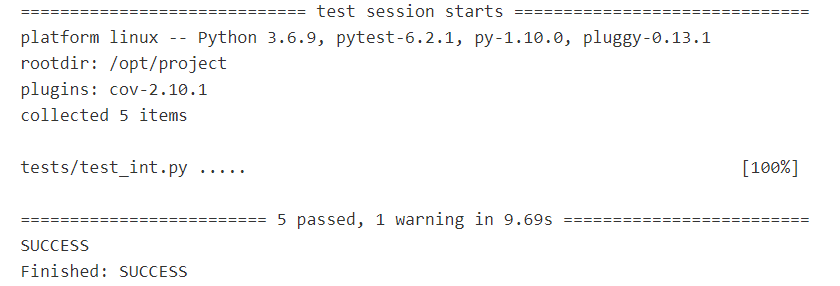 ============================= test session starts ==============================
platform linux -- Python 3.6.9, pytest-6.2.1, py-1.10.0, pluggy-0.13.1
rootdir: /opt/project
plugins: cov-2.10.1
collected 5 items

tests/test_int.py .....                                                  [100%]

========================= 5 passed, 1 warning in 9.69s =========================
SUCCESS
Finished: SUCCESS